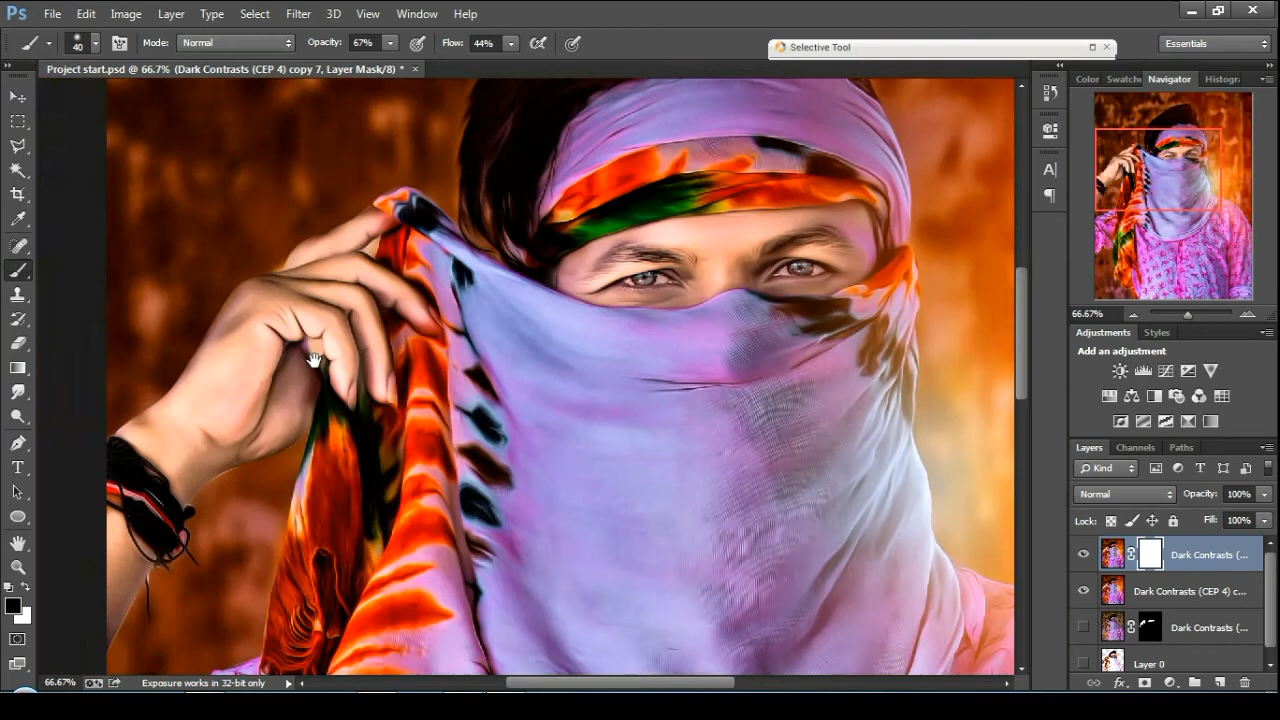 Ps File Edit Image Layer Type Select Filter 3D View Window Help
40 Mode: Normal Opacity: 67% Flow: 44% Selective Tool Essentials
Project start.psd @ 66.7% (Dark Contrasts (CEP 4) copy 7, Layer Mask/8) *
Color Swatche Navigator Histogra
66.67%
Adjustments Styles
Add an adjustment
Layers Channels Paths
Kind
Normal Opacity: 100%
Lock: Fill: 100%
Dark Contrasts (...
Dark Contrasts (CEP 4) c...
Dark Contrasts (...
Layer 0
66.67% Exposure works in 32-bit only